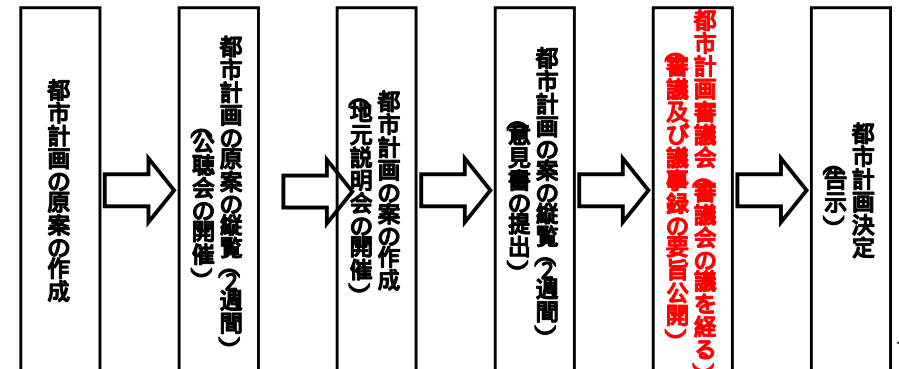 都市計画の原案の作成
都市計画の原案の縦覧（２週間）
（公聴会の開催）
都市計画の案の作成
（地元説明会の開催）
都市計画の案の縦覧（２週間）
（意見書の提出）
都市計画審議会（審議会の議を経る）
（審議及び議事録の要旨公開）
都市計画決定
（告示）